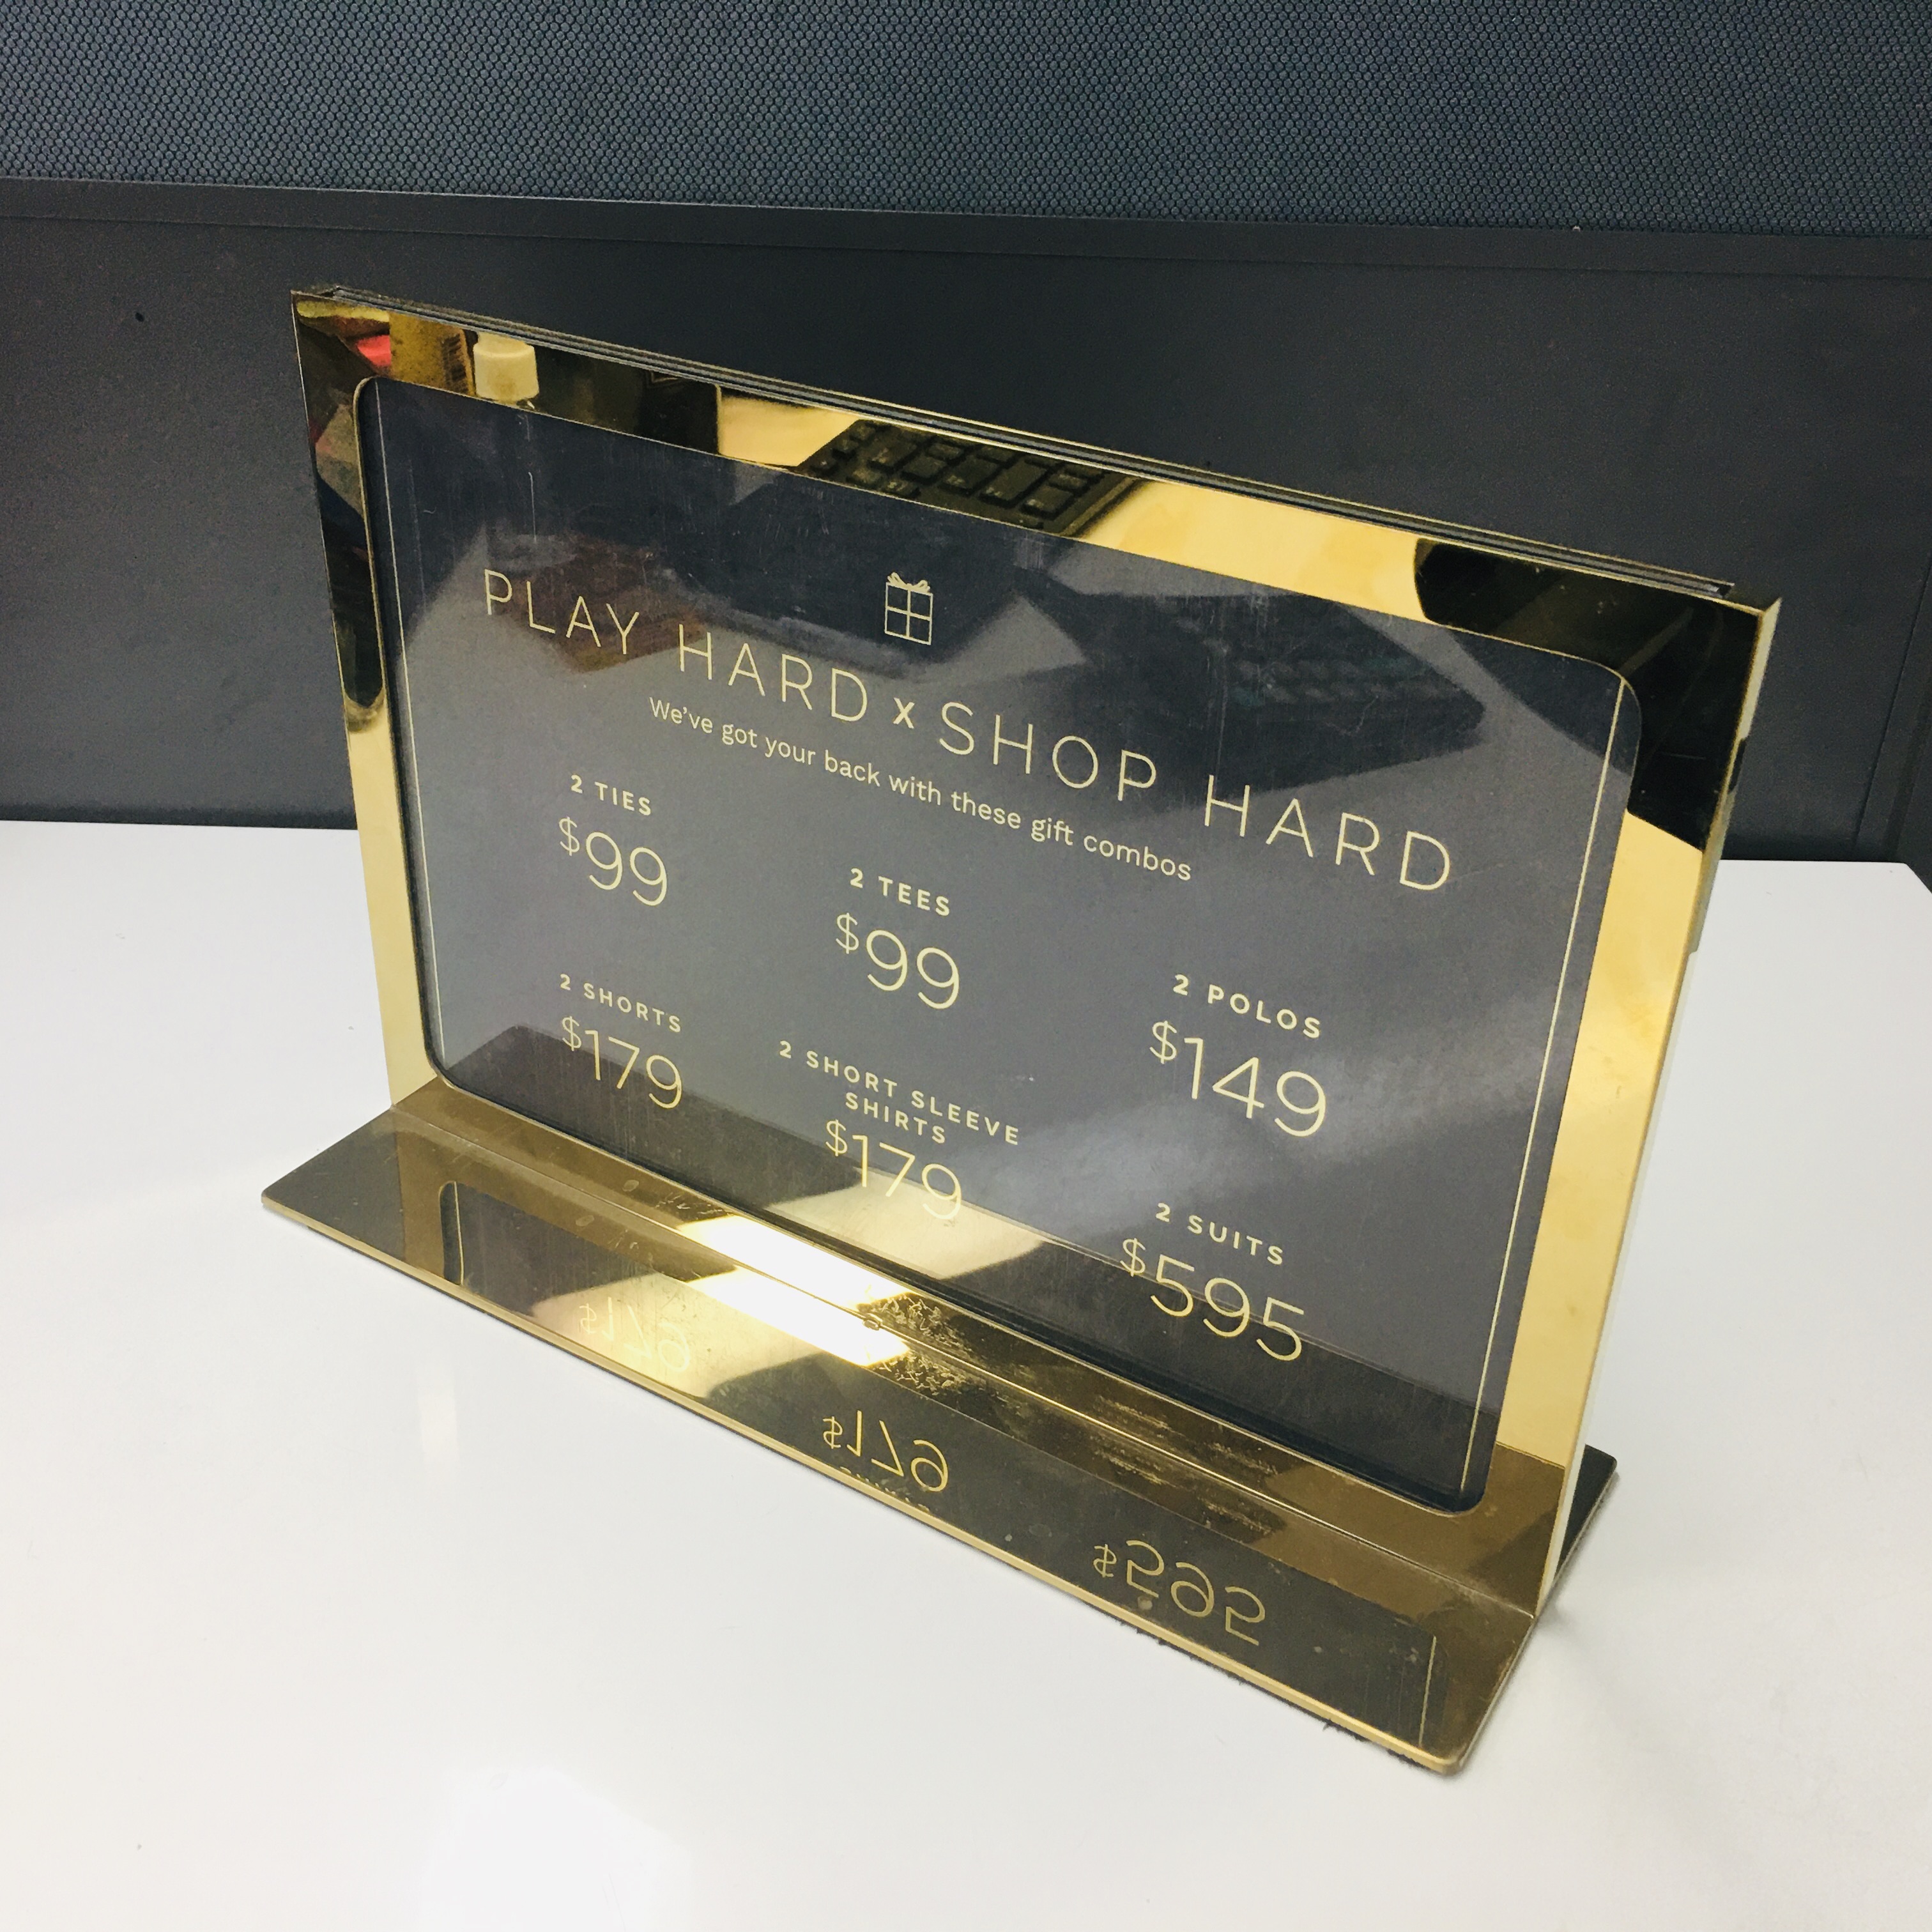 PLAY HARD x SHOP HARD
We've got your back with these gift combos
2 TIES
$99
2 TEES
$99
2 POLOS
$149
2 SHORTS
$179
2 SHORT SLEEVE
SHIRTS
$179
2 SUITS
$595